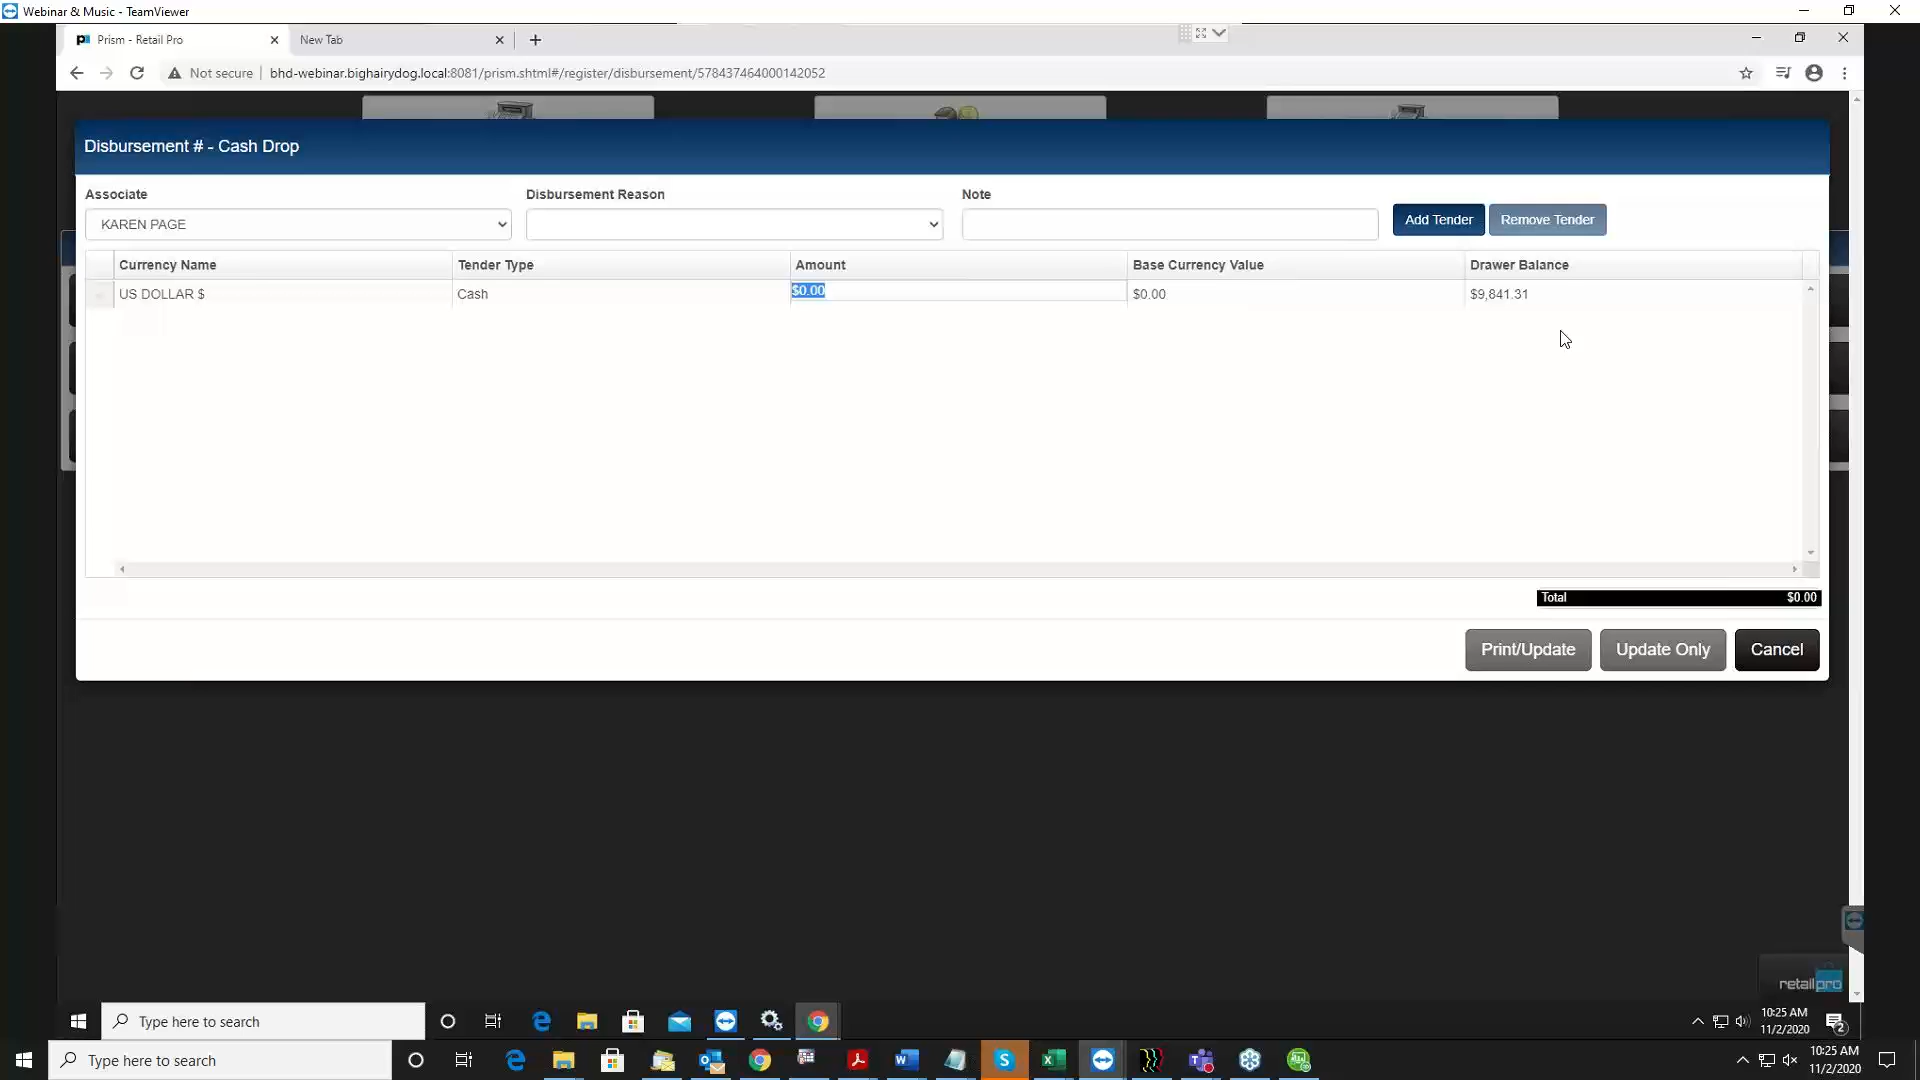 Webinar & Music - TeamViewer
Prism - Retail Pro
New Tab
Not secure | bhd-webinar.bighairydog.local:8081/prism.shtml#/register/disbursement/578437464000142052
Disbursement # - Cash Drop
Associate Disbursement Reason Note
KAREN PAGE Add Tender Remove Tender
Currency Name Tender Type Amount Base Currency Value Drawer Balance
US DOLLAR $ Cash $0.00 $0.00 $9,841.31
Total $0.00
Print/Update Update Only Cancel
retail pro
Type here to search 10:25 AM
11/2/2020 2
Type here to search 10:25 AM
11/2/2020